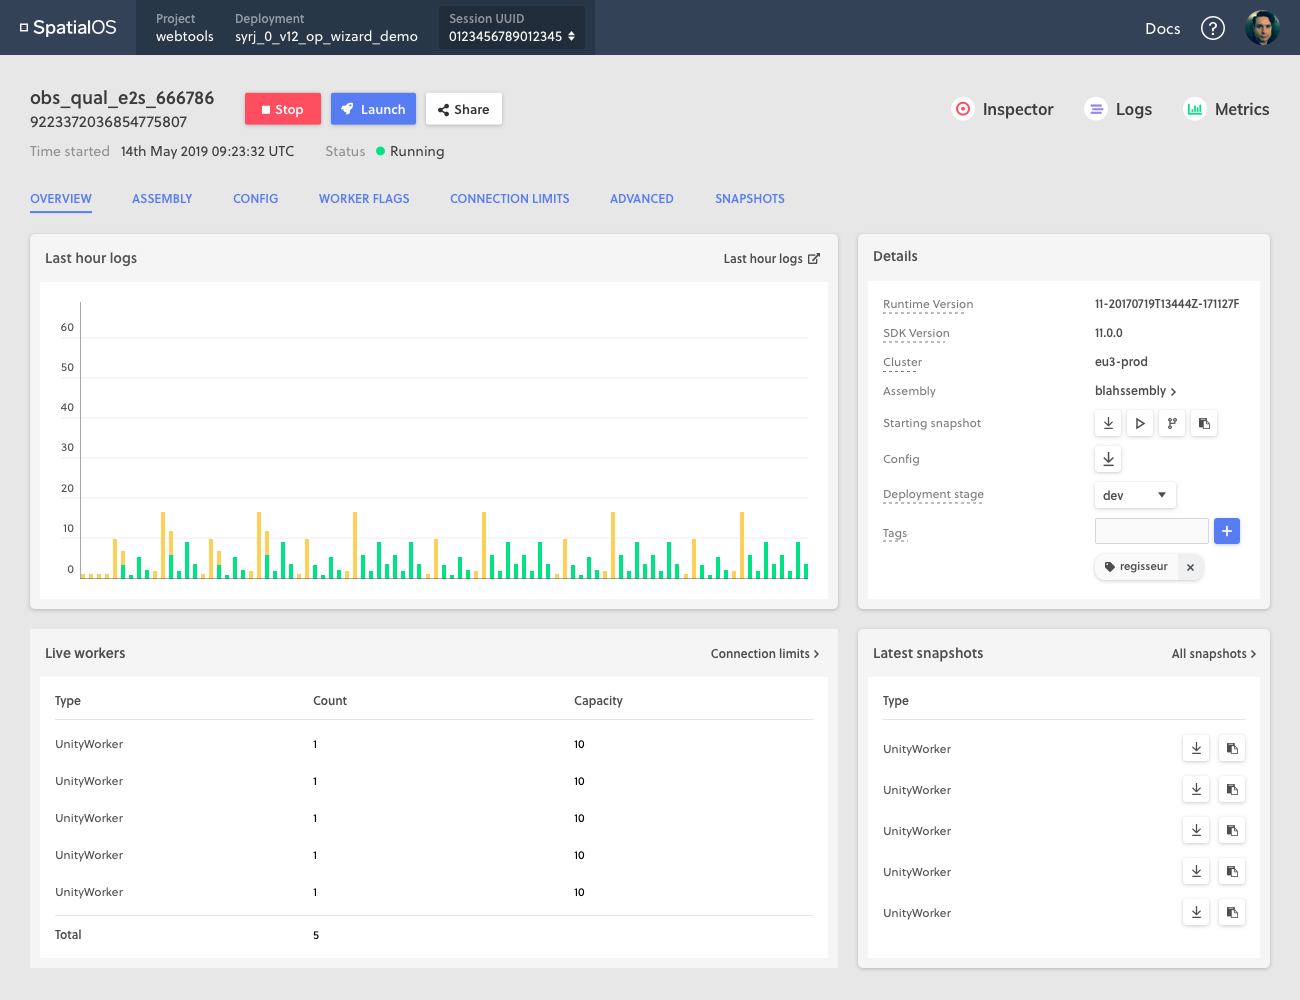 SpatialOS
Project
webtools
Deployment
syrj_0_v12_op_wizard_demo
Session UUID
0123456789012345
Docs
?
obs_qual_e2s_666786
9223372036854775807
Stop
Launch
Share
Inspector
Logs
Metrics
Time started 14th May 2019 09:23:32 UTC
Status Running
OVERVIEW ASSEMBLY CONFIG WORKER FLAGS CONNECTION LIMITS ADVANCED SNAPSHOTS
Last hour logs
Last hour logs
60
50
40
30
20
10
0
Details
Runtime Version 11-20170719T13444Z-171127F
SDK Version 11.0.0
Cluster eu3-prod
Assembly blahssembly
Starting snapshot
Config
Deployment stage dev
Tags +
regisseur ×
Live workers
Connection limits
Type Count Capacity
UnityWorker 1 10
UnityWorker 1 10
UnityWorker 1 10
UnityWorker 1 10
UnityWorker 1 10
Total 5
Latest snapshots
All snapshots
Type
UnityWorker
UnityWorker
UnityWorker
UnityWorker
UnityWorker